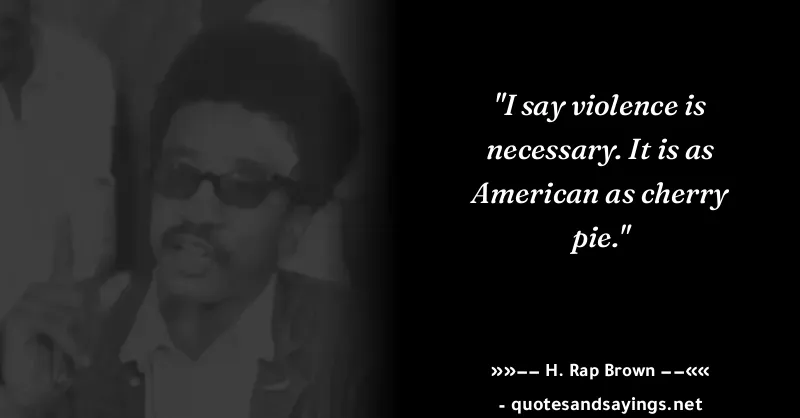 "I say violence is
necessary. It is as
American as cherry
pie."
»»−− H. Rap Brown −−««
- quotesandsayings.net